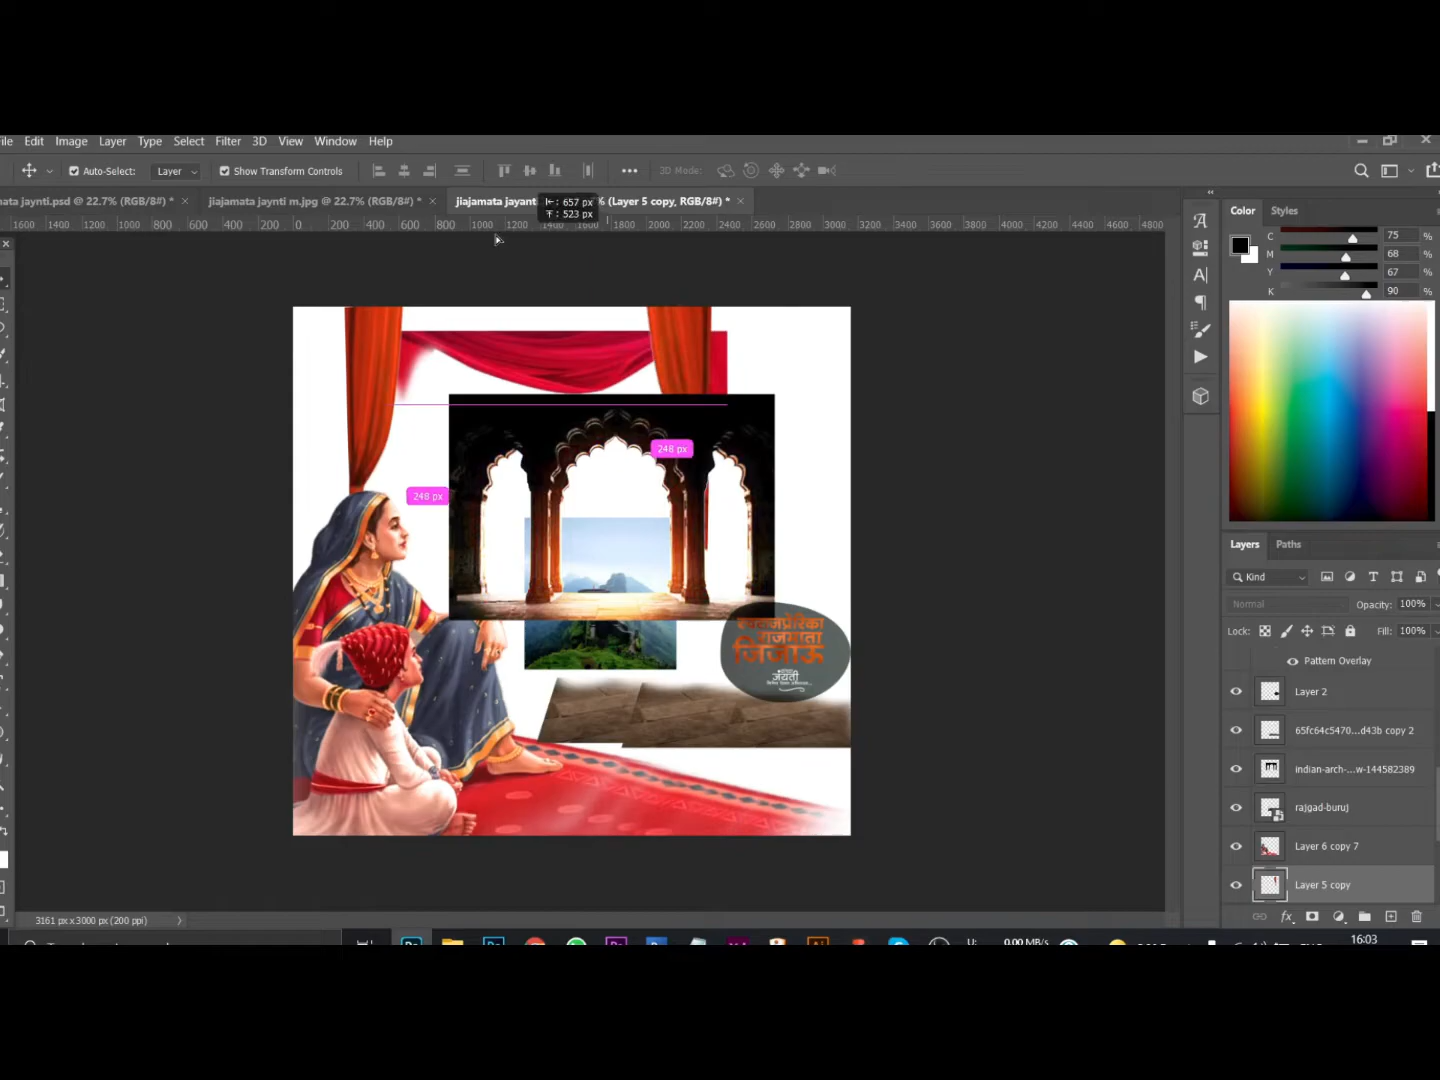 ile Edit Image Layer Type Select Filter 3D View Window Help
Auto-Select: Layer Show Transform Controls 3D Mode:
mata jaynti.psd @ 22.7% (RGB/8#) * × jiajamata jaynti m.jpg @ 22.7% (RGB/8#) * × jiajamata jayant % (Layer 5 copy, RGB/8#) * ×
: 657 px
: 523 px
1600 1400 1200 1000 800 600 400 200 0 200 400 600 800 1000 1200 1400 1600 1800 2000 2200 2400 2600 2800 3000 3200 3400 3600 3800 4000 4200 4400 4600 4800
Color Styles
C 75 %
M 68 %
Y 67 %
K 90 %
248 px
248 px
राजमाता
जिजाऊ
जयंती
Layers Paths
Kind
Normal Opacity: 100%
Lock: Fill: 100%
Pattern Overlay
Layer 2
65fc64c5470...d43b copy 2
indian-arch-...w-144582389
rajgad-buruj
Layer 6 copy 7
Layer 5 copy
fx
3161 px x 3000 px (200 ppi)
0.00 MB/s
16:03